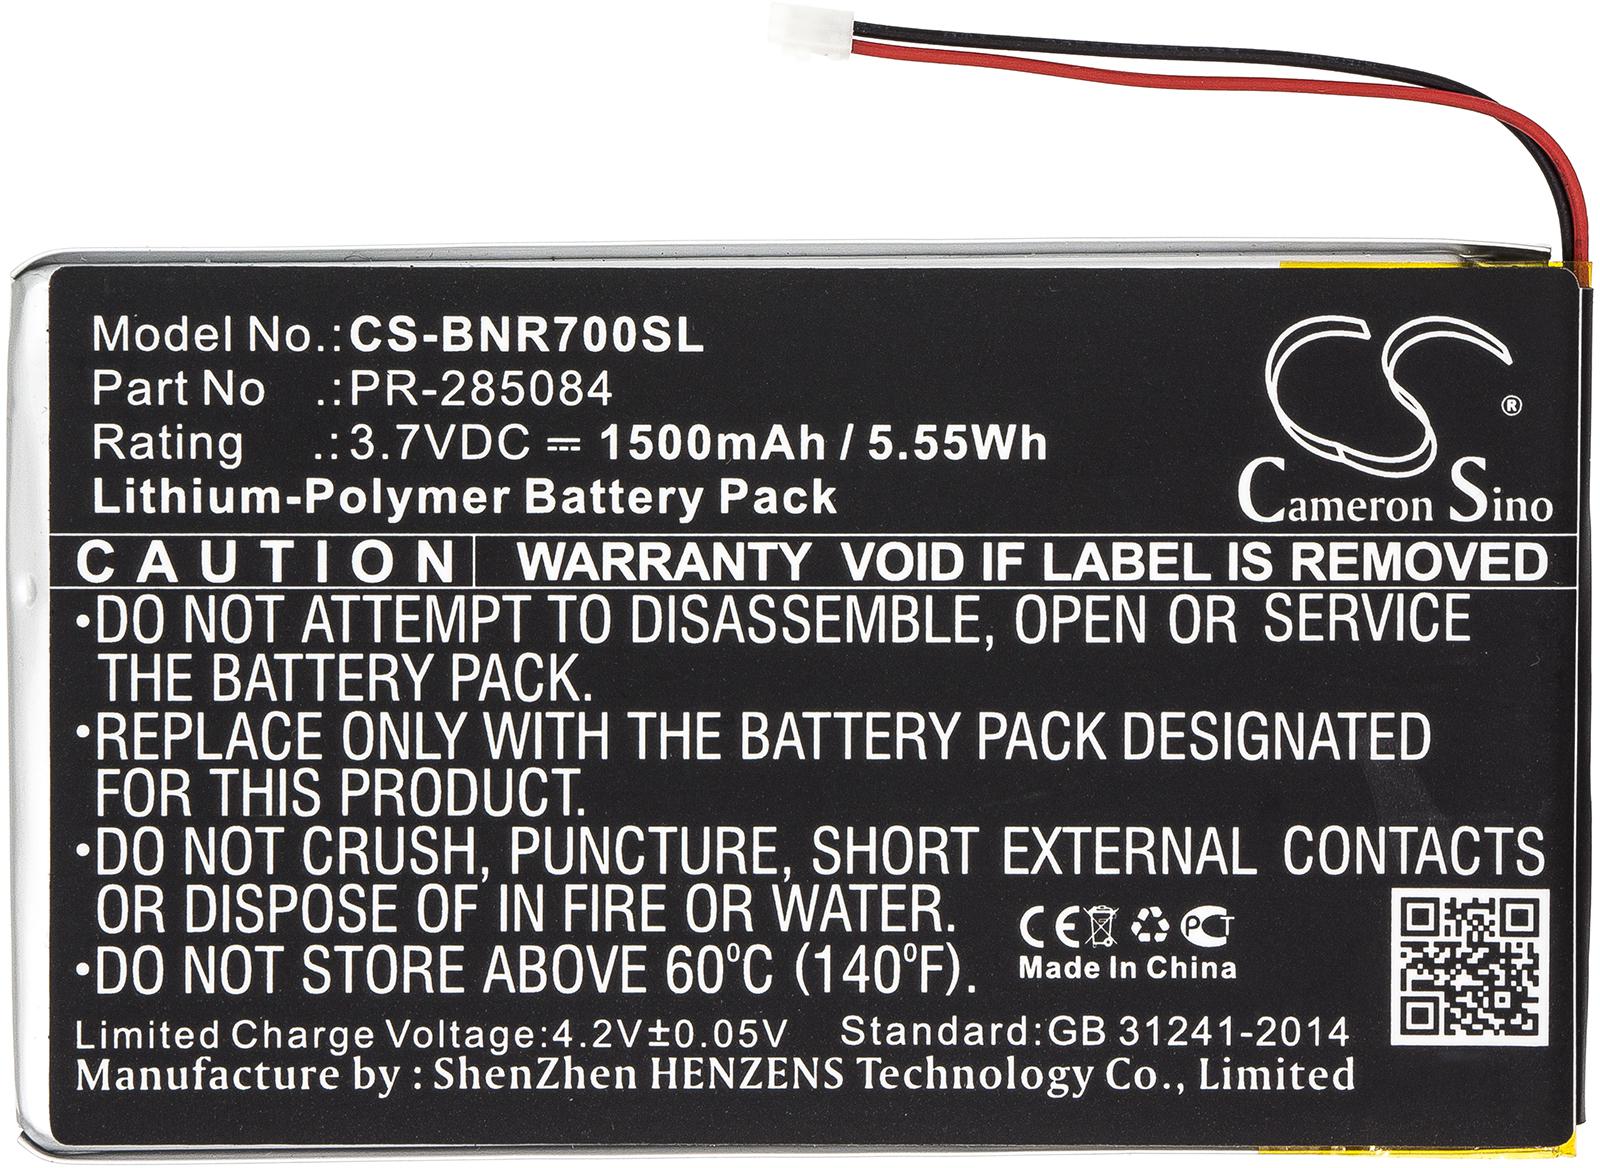 Model No.:CS-BNR700SL
Part No .:PR-285084
Rating .:3.7VDC ⎓ 1500mAh / 5.55Wh
Lithium-Polymer Battery Pack
CS®
Cameron Sino
CAUTION WARRANTY VOID IF LABEL IS REMOVED
•DO NOT ATTEMPT TO DISASSEMBLE, OPEN OR SERVICE
THE BATTERY PACK.
•REPLACE ONLY WITH THE BATTERY PACK DESIGNATED
FOR THIS PRODUCT.
•DO NOT CRUSH, PUNCTURE, SHORT EXTERNAL CONTACTS
OR DISPOSE OF IN FIRE OR WATER.
•DO NOT STORE ABOVE 60⁰C (140⁰F).
CE PCT
Made In China
Limited Charge Voltage:4.2V±0.05V Standard:GB 31241-2014
Manufacture by : ShenZhen HENZENS Technology Co., Limited